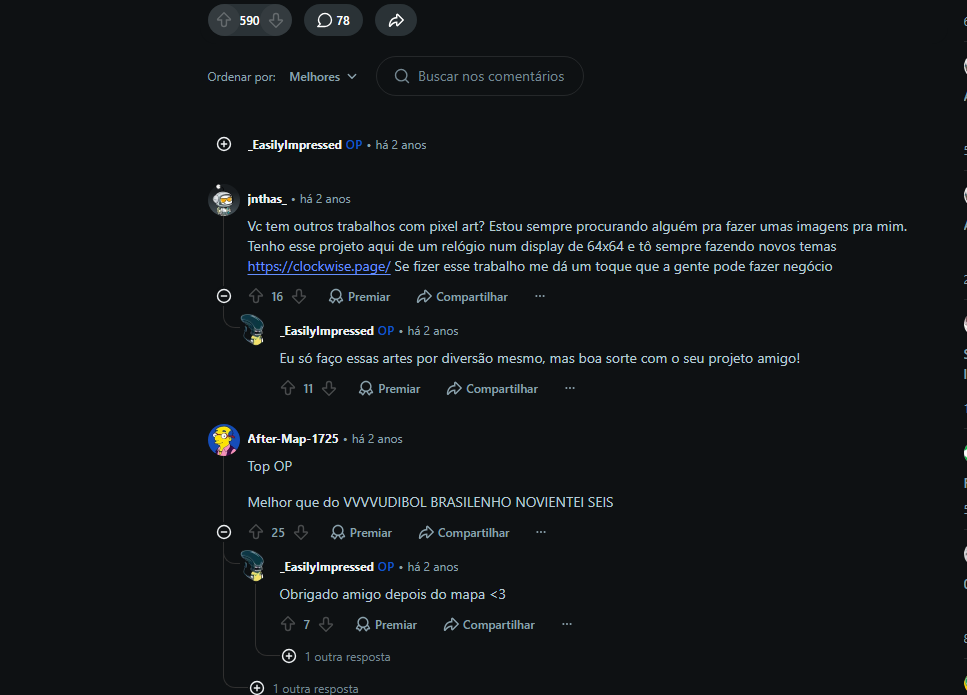 590 78
Ordenar por: Melhores Buscar nos comentários
_EasilyImpressed OP • há 2 anos
jnthas_ • há 2 anos
Vc tem outros trabalhos com pixel art? Estou sempre procurando alguém pra fazer umas imagens pra mim.
Tenho esse projeto aqui de um relógio num display de 64x64 e tô sempre fazendo novos temas
https://clockwise.page/ Se fizer esse trabalho me dá um toque que a gente pode fazer negócio
16 Premiar Compartilhar ...
_EasilyImpressed OP • há 2 anos
Eu só faço essas artes por diversão mesmo, mas boa sorte com o seu projeto amigo!
11 Premiar Compartilhar ...
After-Map-1725 • há 2 anos
Top OP
Melhor que do VVVVUDIBOL BRASILENHO NOVIENTEI SEIS
25 Premiar Compartilhar ...
_EasilyImpressed OP • há 2 anos
Obrigado amigo depois do mapa <3
7 Premiar Compartilhar ...
1 outra resposta
1 outra resposta